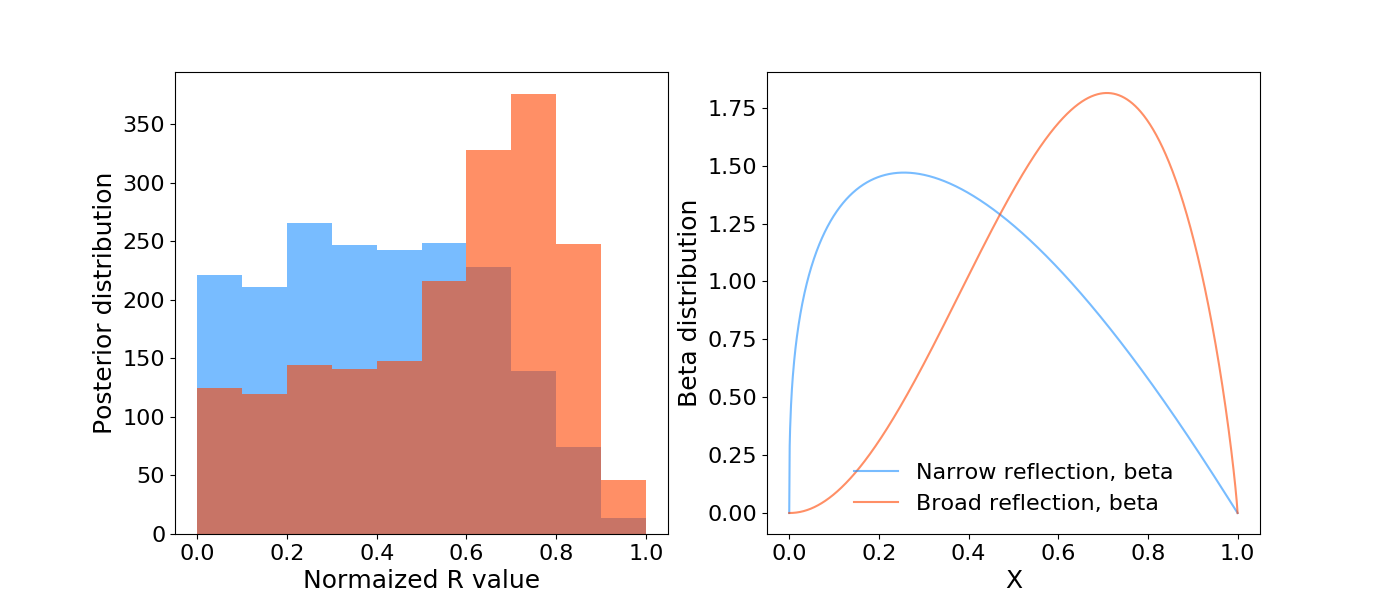 Posterior distribution
350
300
250
200
150
100
50
0
0.0 0.2 0.4 0.6 0.8 1.0
Normaized R value
Beta distribution
1.75
1.50
1.25
1.00
0.75
0.50
0.25
0.00
Narrow reflection, beta
Broad reflection, beta
0.0 0.2 0.4 0.6 0.8 1.0
X